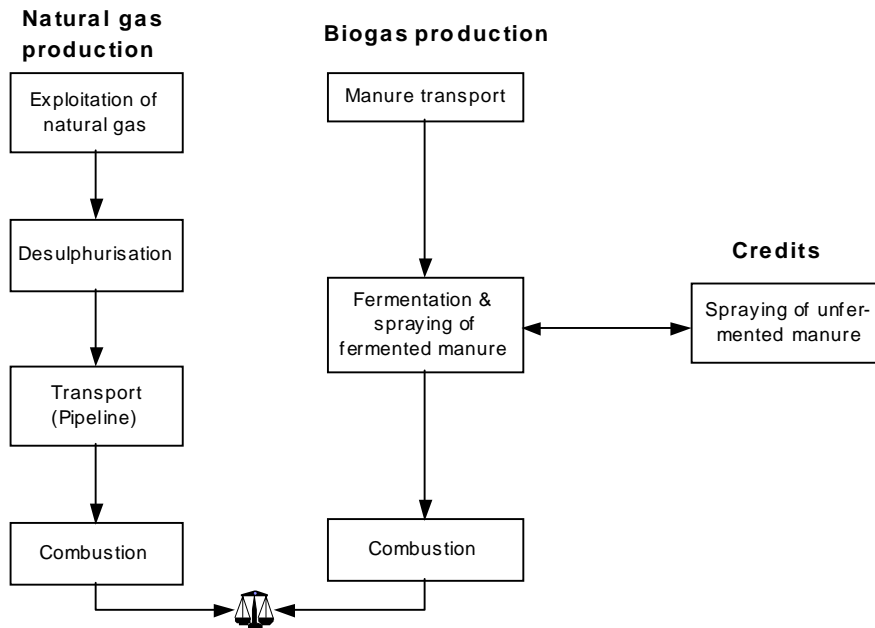 Natural gas
production
Exploitation of
natural gas
Desulphurisation
Transport
(Pipeline)
Combustion
Biogas production
Manure transport
Fermentation &
spraying of
fermented manure
Combustion
Credits
Spraying of unfer-
mented manure